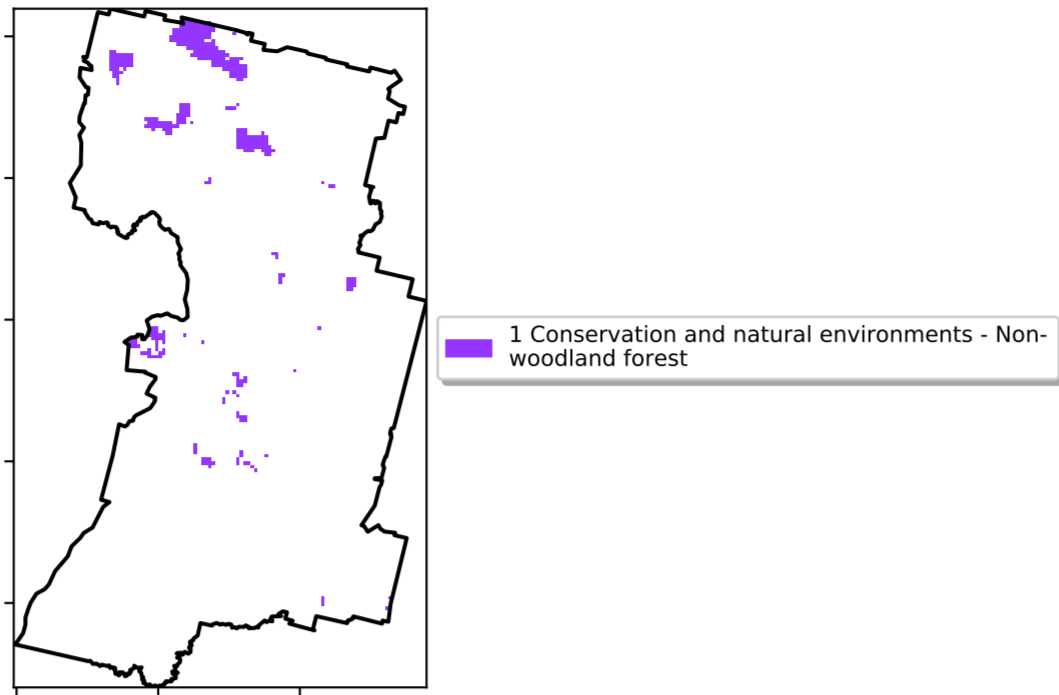 1 Conservation and natural environments - Non-
woodland forest